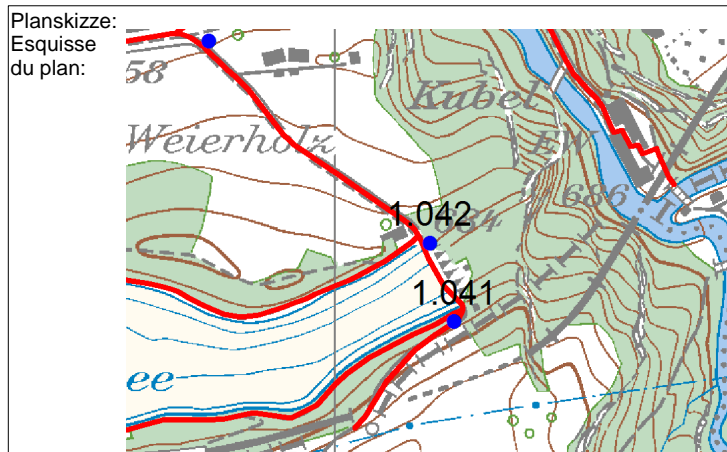 Planskizze:
Esquisse
du plan:
58
Kubel
Weierholz
EW
686
1.042
1.041
ee